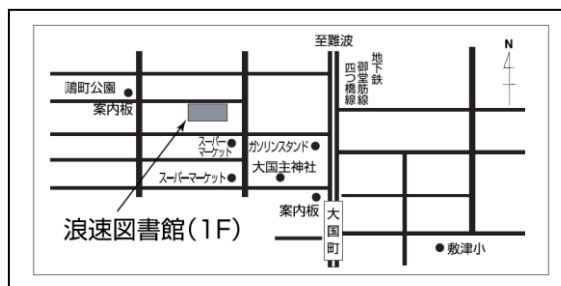 至難波
地下鉄
御堂筋線
四つ橋線
N
鴎町公園
案内板
スーパー
マーケット
ガソリンスタンド
大国主神社
スーパーマーケット
案内板
大国町
浪速図書館(1F)
敷津小